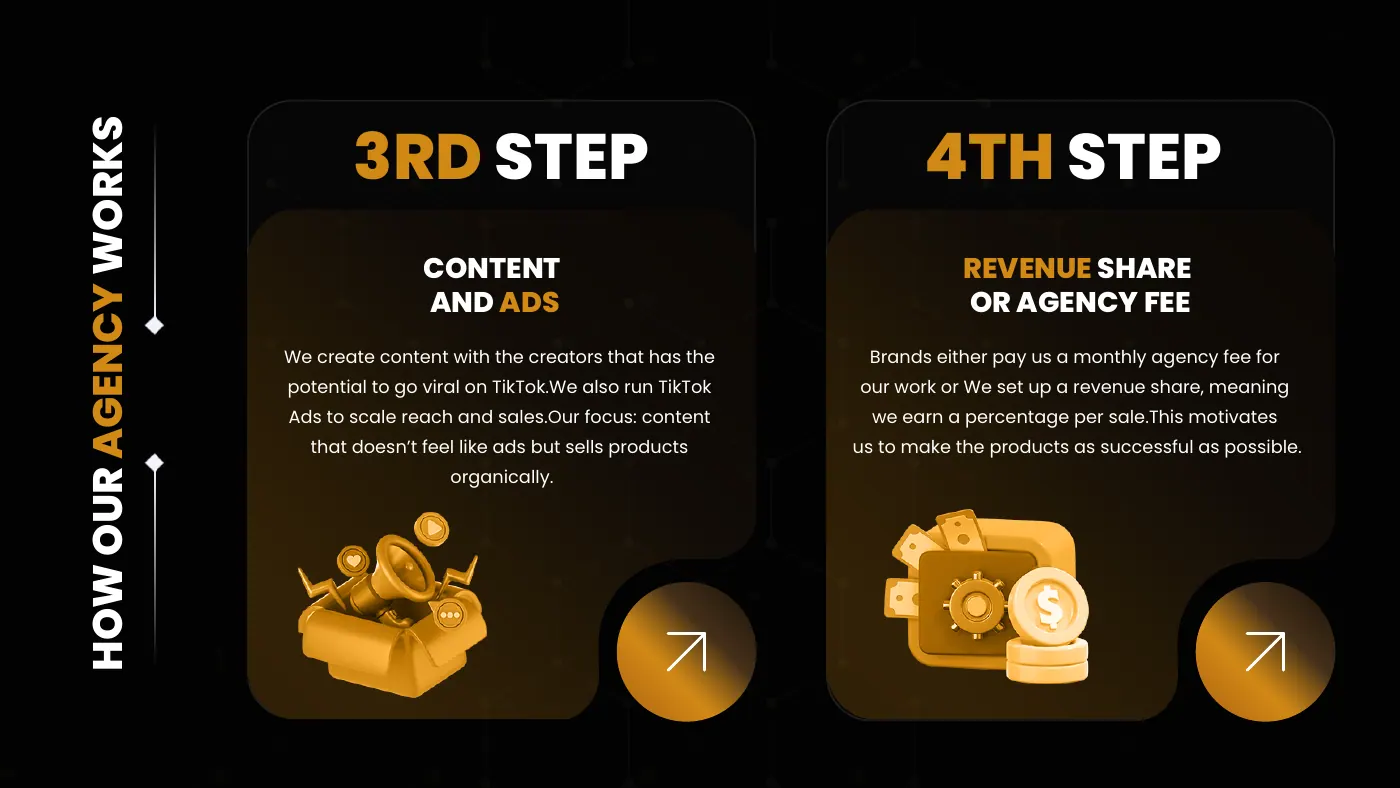 HOW OUR AGENCY WORKS
3RD STEP
CONTENT
AND ADS
We create content with the creators that has the
potential to go viral on TikTok.We also run TikTok
Ads to scale reach and sales.Our focus: content
that doesn’t feel like ads but sells products
organically.
4TH STEP
REVENUE SHARE
OR AGENCY FEE
Brands either pay us a monthly agency fee for
our work or We set up a revenue share, meaning
we earn a percentage per sale.This motivates
us to make the products as successful as possible.
$